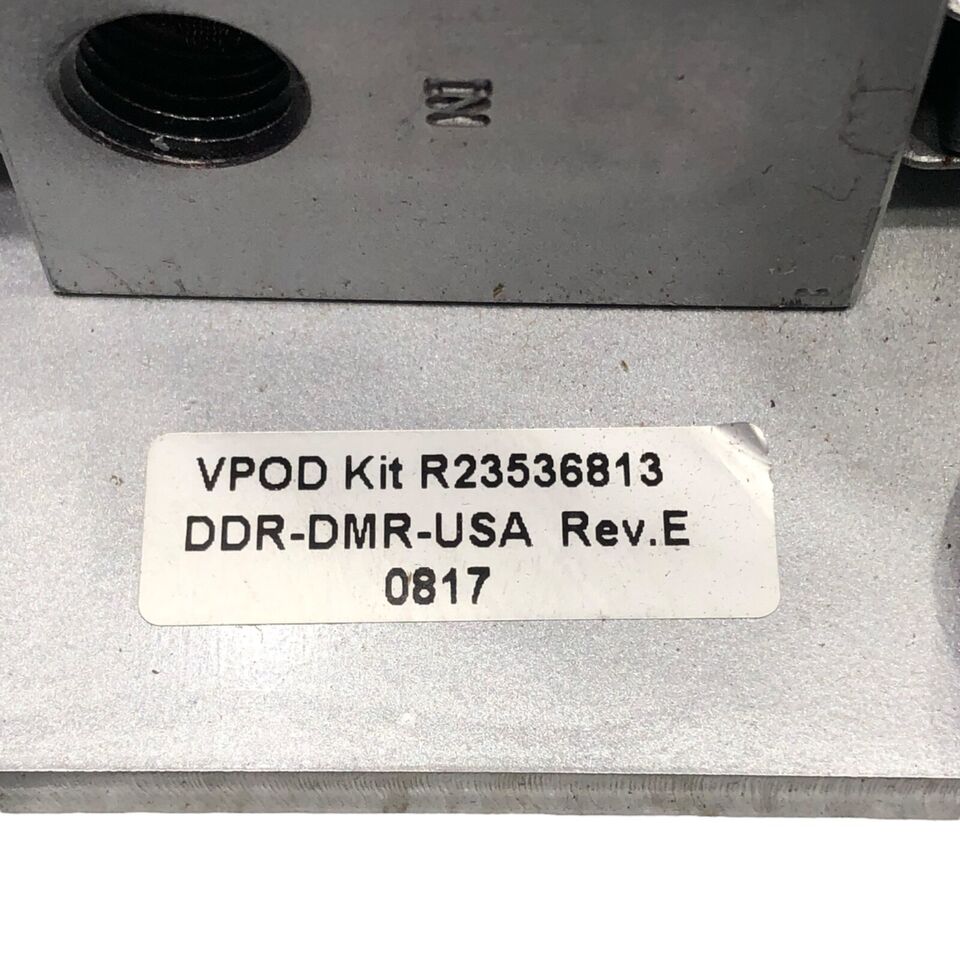 IN
VPOD Kit R23536813
DDR-DMR-USA Rev.E
0817